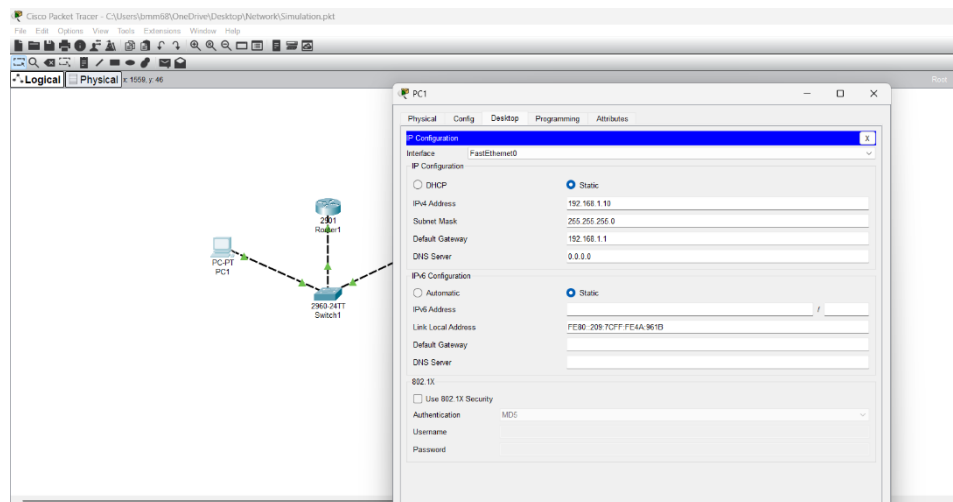 Cisco Packet Tracer - C:\Users\bmm68\OneDrive\Desktop\Network\Simulation.pkt
File Edit Options View Tools Extensions Window Help
Logical Physical x: 1559, y: 46 Root
PC1
Physical Config Desktop Programming Attributes
IP Configuration X
Interface FastEthernet0
IP Configuration
DHCP Static
IPv4 Address 192.168.1.10
Subnet Mask 255.255.255.0
Default Gateway 192.168.1.1
DNS Server 0.0.0.0
IPv6 Configuration
Automatic Static
IPv6 Address /
Link Local Address FE80::209:7CFF:FE4A:961B
Default Gateway
DNS Server
802.1X
Use 802.1X Security
Authentication MD5
Username
Password
2901
Router1
PC-PT
PC1
2960-24TT
Switch1